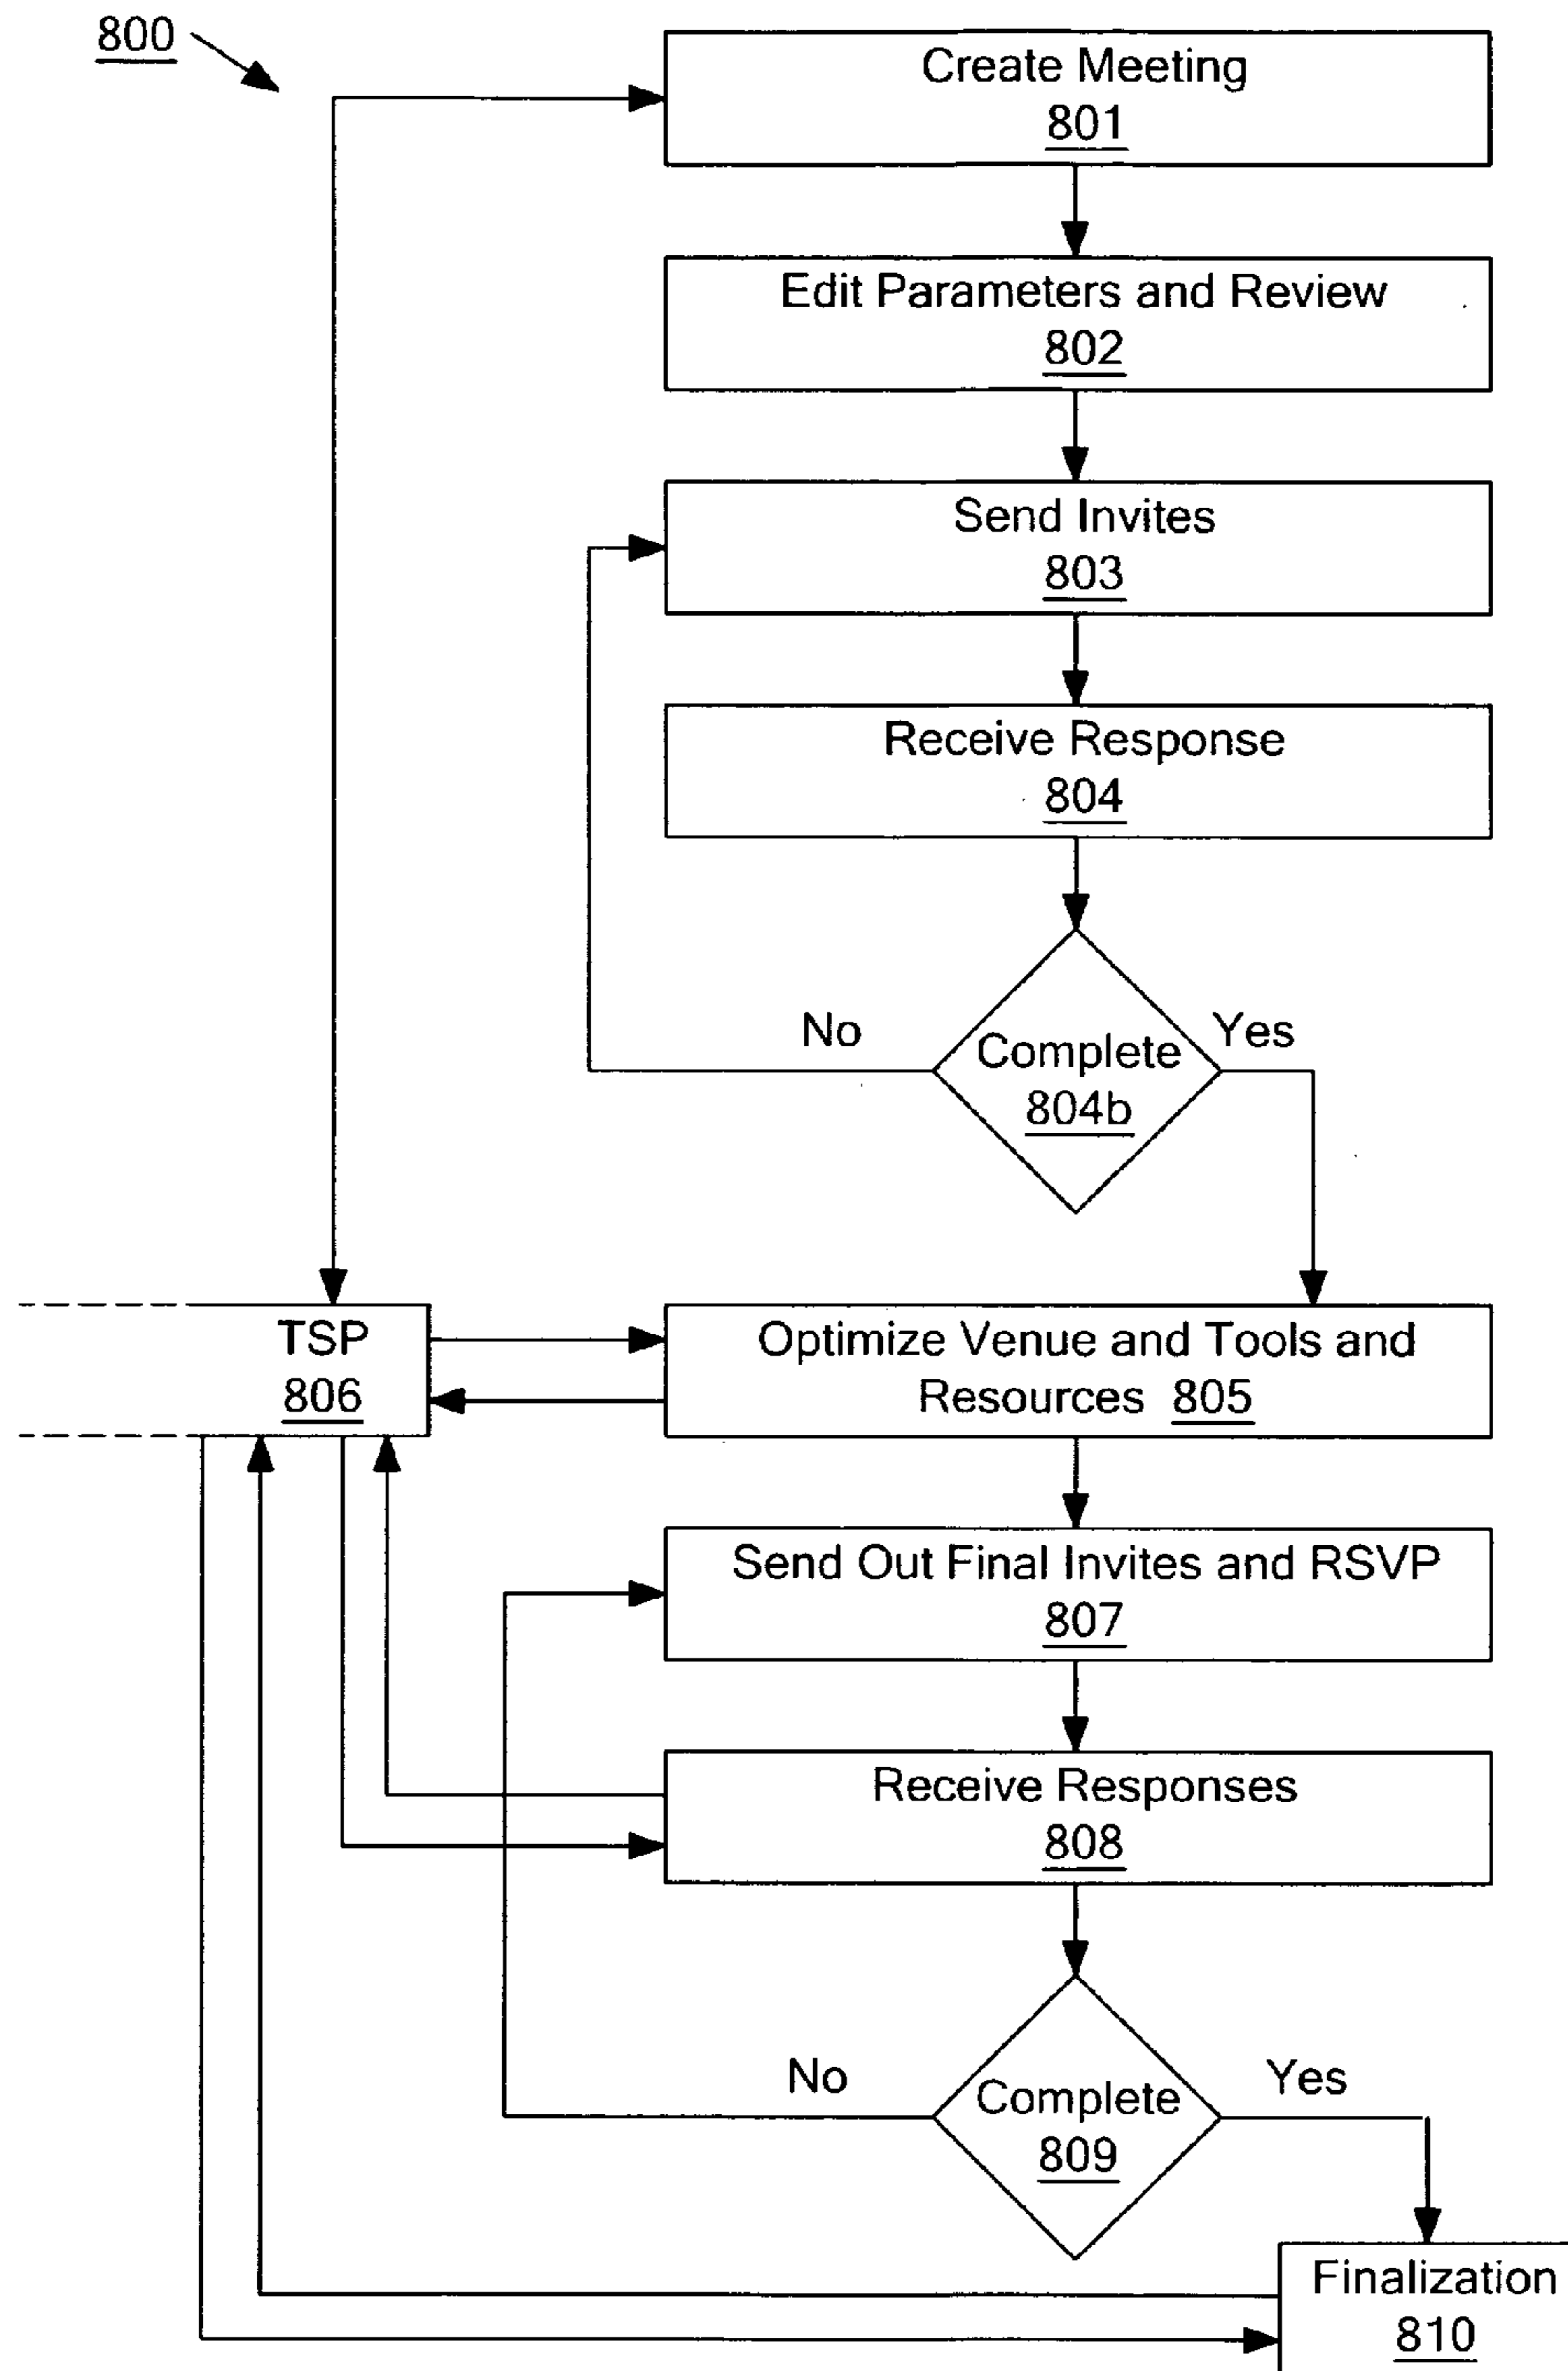 800
Create Meeting
801
Edit Parameters and Review
802
Send Invites
803
Receive Response
804
No
Yes
Complete
804b
TSP
806
Optimize Venue and Tools and
Resources 805
Send Out Final Invites and RSVP
807
Receive Responses
808
No
Yes
Complete
809
Finalization
810